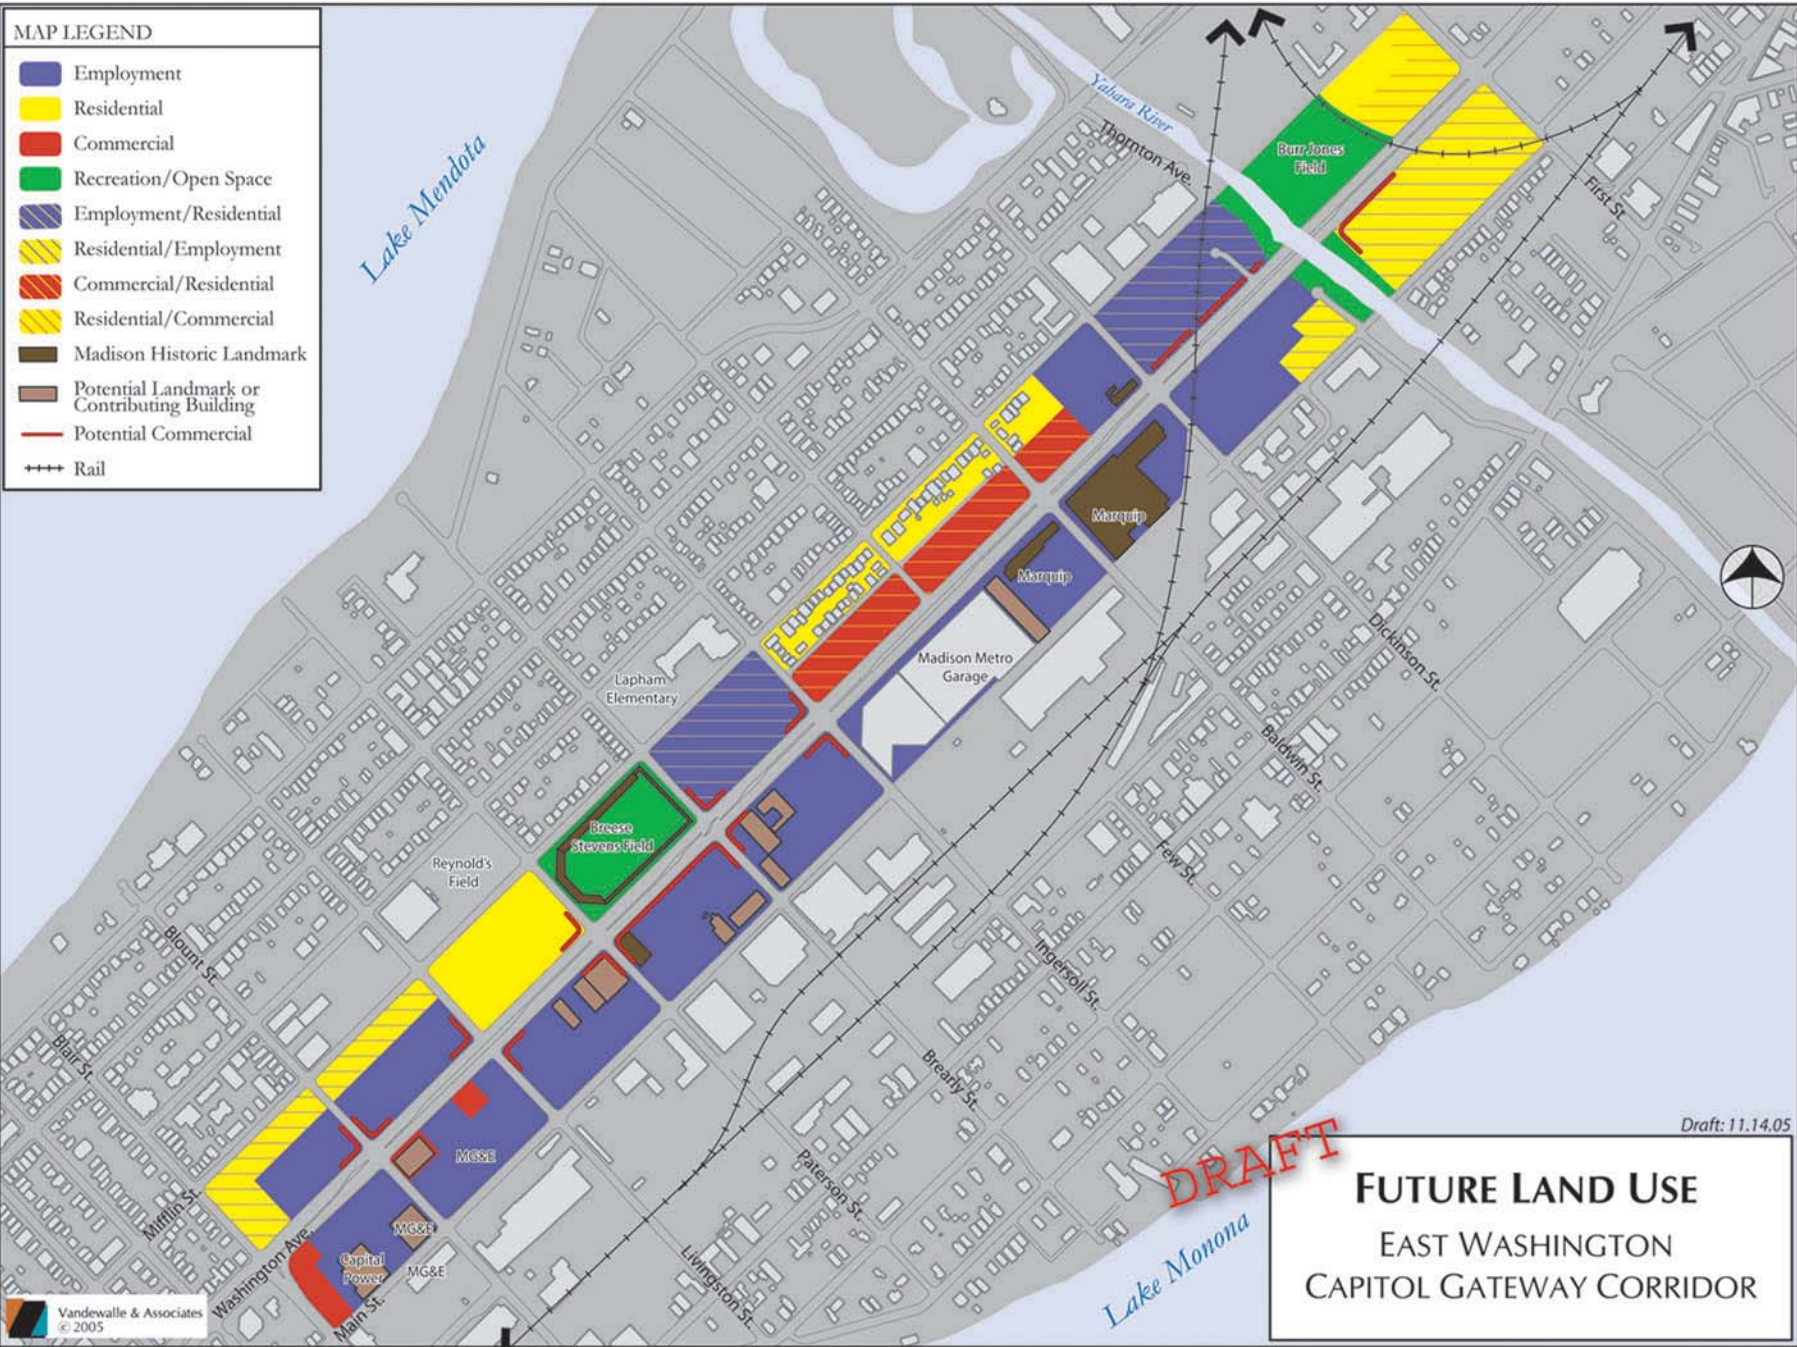 MAP LEGEND
Employment
Residential
Commercial
Recreation/Open Space
Employment/Residential
Residential/Employment
Commercial/Residential
Residential/Commercial
Madison Historic Landmark
Potential Landmark or
Contributing Building
Potential Commercial
Rail
Lake Mendota
Yahara River
Thornton Ave.
Burr Jones
Field
First St
Marquip
Marquip
Madison Metro
Garage
Dickinson St.
Lapham
Elementary
Baldwin St.
Breese
Stevens Field
Reynold's
Field
Few St.
Blount St.
Ingersoll St.
Blair St.
Brearly St.
MG&E
Paterson St.
Mifflin St.
Washington Ave.
MG&E
Capital
Power
MG&E
Main St.
Livingston St.
Lake Monona
DRAFT
Draft: 11.14.05
FUTURE LAND USE
EAST WASHINGTON
CAPITOL GATEWAY CORRIDOR
Vandewalle & Associates
© 2005